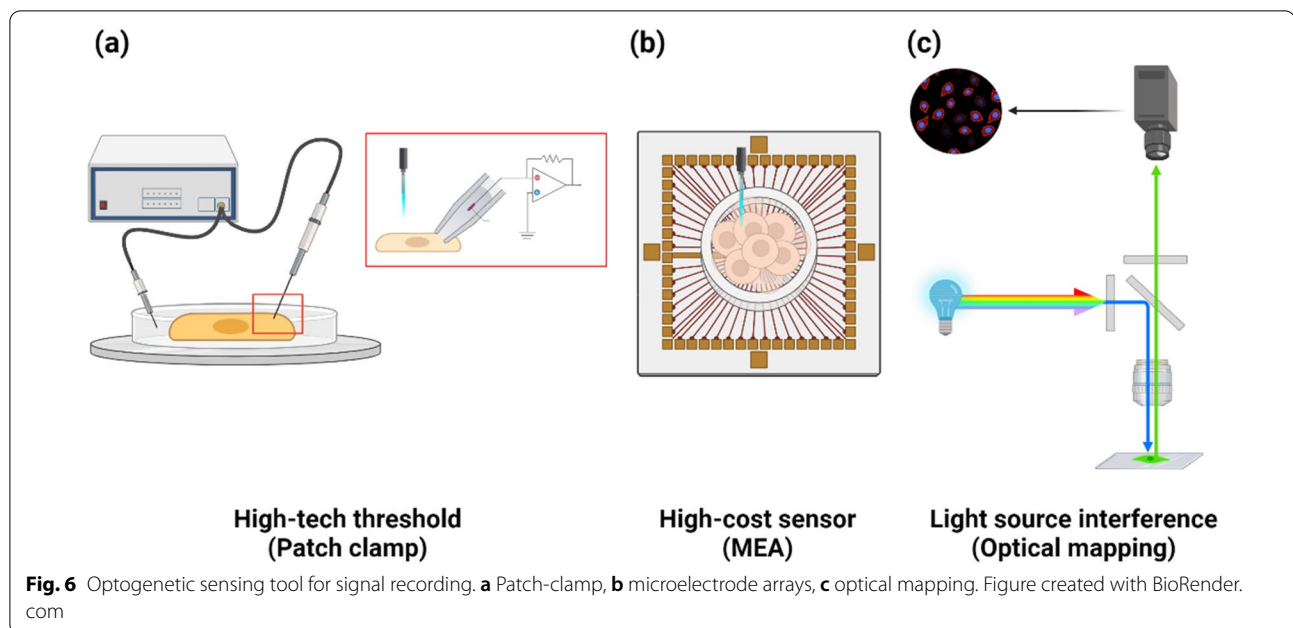 (a)
(b)
(c)
High-tech threshold
(Patch clamp)
High-cost sensor
(MEA)
Light source interference
(Optical mapping)
Fig. 6 Optogenetic sensing tool for signal recording. a Patch-clamp, b microelectrode arrays, c optical mapping. Figure created with BioRender.
com